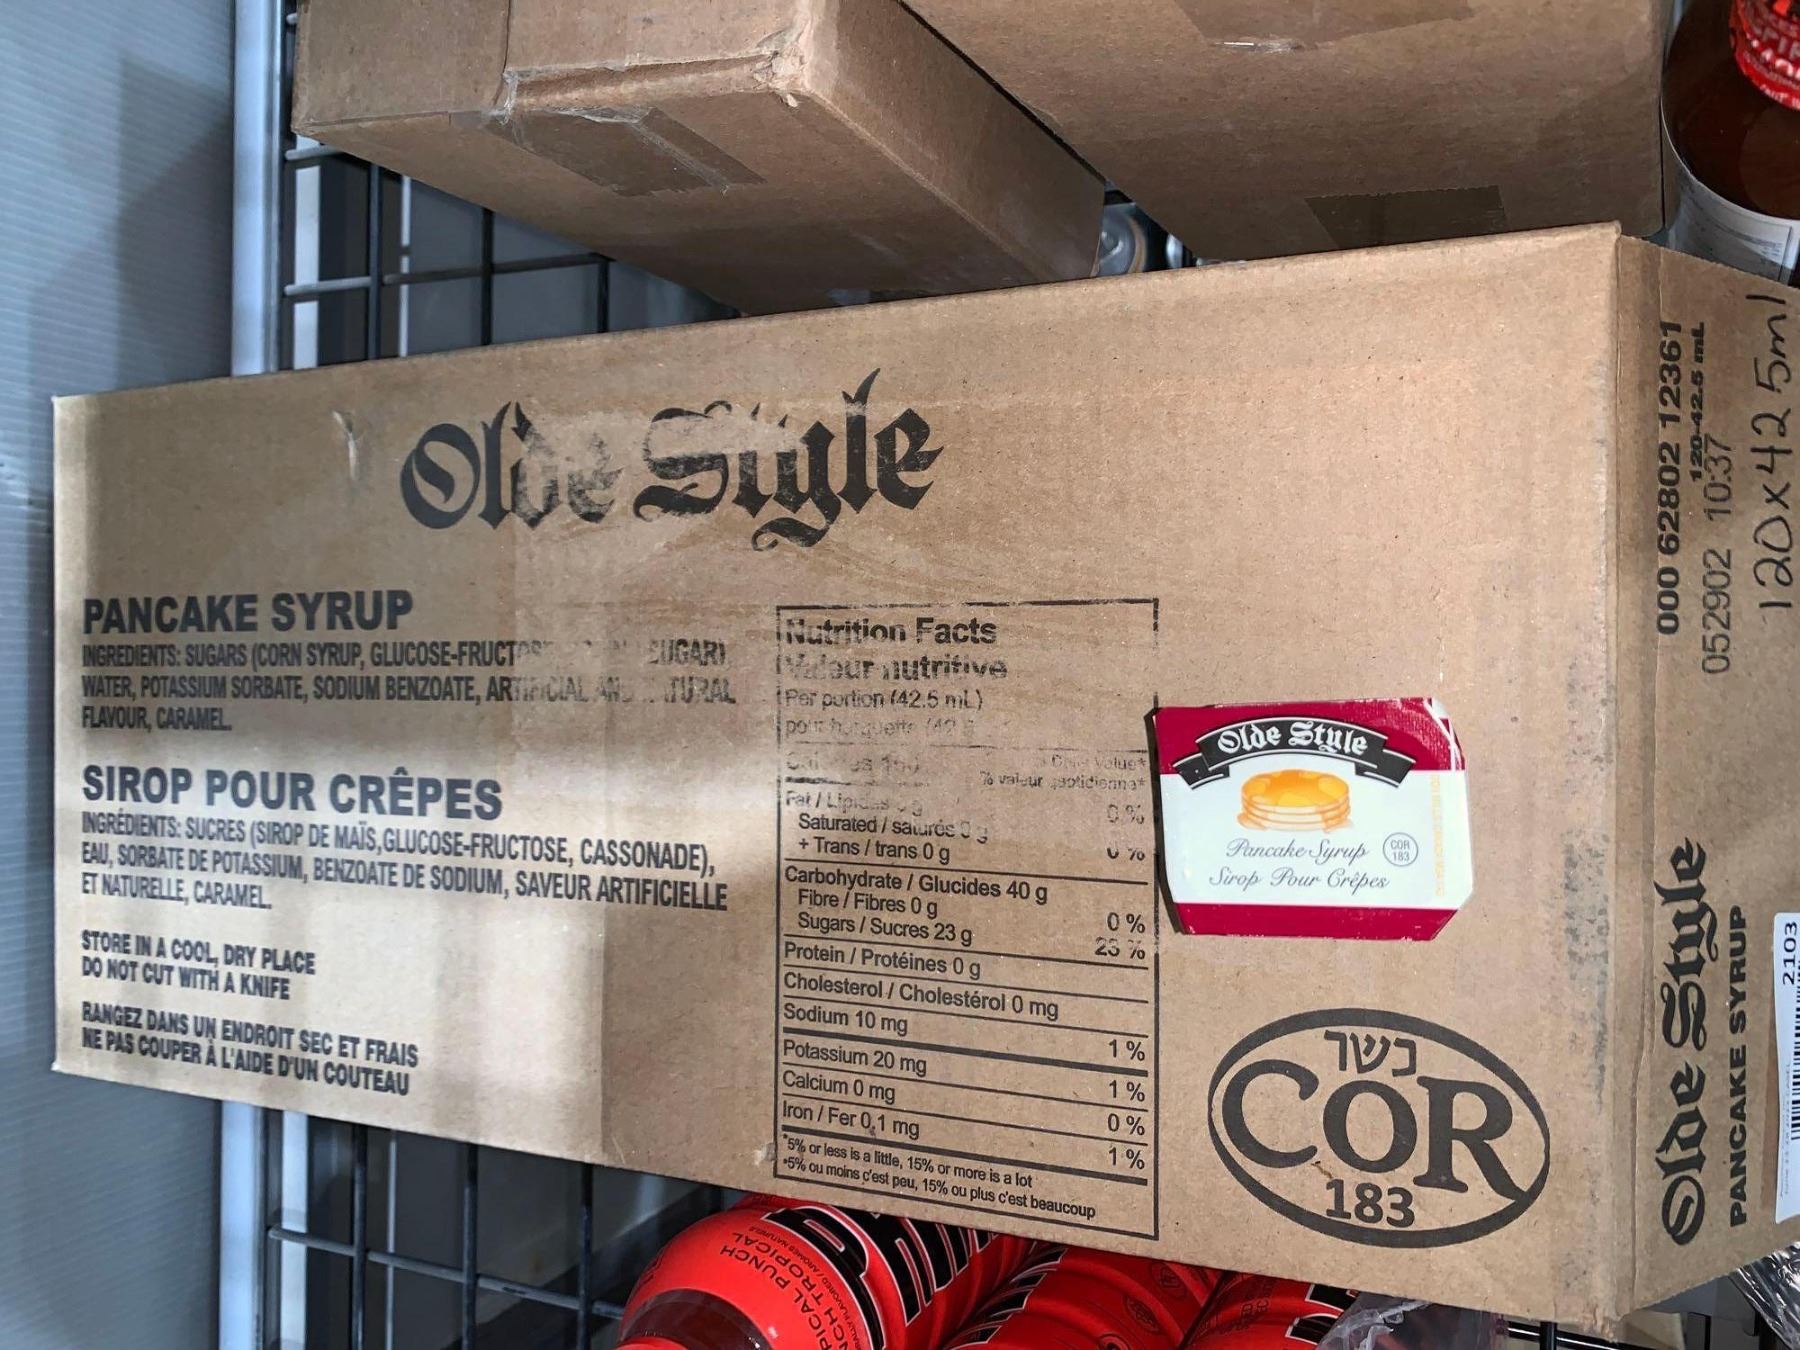 Olde Style
PANCAKE SYRUP
INGREDIENTS: SUGARS (CORN SYRUP, GLUCOSE-FRUCTOSE, SUGAR),
WATER, POTASSIUM SORBATE, SODIUM BENZOATE, ARTIFICIAL AND NATURAL
FLAVOUR, CARAMEL.
SIROP POUR CRÊPES
INGRÉDIENTS: SUCRES (SIROP DE MAÏS, GLUCOSE-FRUCTOSE, CASSONADE),
EAU, SORBATE DE POTASSIUM, BENZOATE DE SODIUM, SAVEUR ARTIFICIELLE
ET NATURELLE, CARAMEL.
STORE IN A COOL, DRY PLACE
DO NOT CUT WITH A KNIFE
RANGEZ DANS UN ENDROIT SEC ET FRAIS
NE PAS COUPER À L'AIDE D'UN COUTEAU
Nutrition Facts
Valeur nutritive
Per portion (42.5 mL)
pour barquette
Calories
% Daily Value*
% valeur quotidienne*
Fat / Lipides 0 g 0 %
Saturated / saturés 0 g
+ Trans / trans 0 g 0 %
Carbohydrate / Glucides 40 g
Fibre / Fibres 0 g 0 %
Sugars / Sucres 23 g 23 %
Protein / Protéines 0 g
Cholesterol / Cholestérol 0 mg
Sodium 10 mg 1 %
Potassium 20 mg 1 %
Calcium 0 mg 0 %
Iron / Fer 0,1 mg 1 %
*5% or less is a little, 15% or more is a lot
*5% ou moins c'est peu, 15% ou plus c'est beaucoup
Olde Style
Pancake Syrup
Sirop Pour Crêpes
COR
183
כשר
COR
183
000 62802 12361
120-42.5 mL
052902 10:37
120x42 5ml
Olde Style
PANCAKE SYRUP
2103
TROPICAL PUNCH